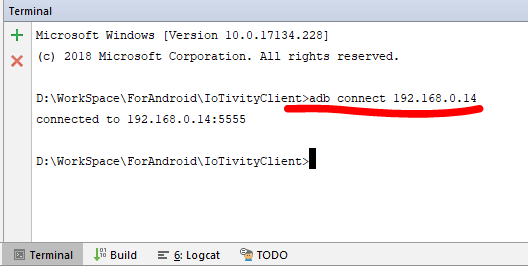 Terminal
Microsoft Windows [Version 10.0.17134.228]
(c) 2018 Microsoft Corporation. All rights reserved.
D:\WorkSpace\ForAndroid\IoTivityClient>adb connect 192.168.0.14
connected to 192.168.0.14:5555
D:\WorkSpace\ForAndroid\IoTivityClient>
Terminal Build 6: Logcat TODO